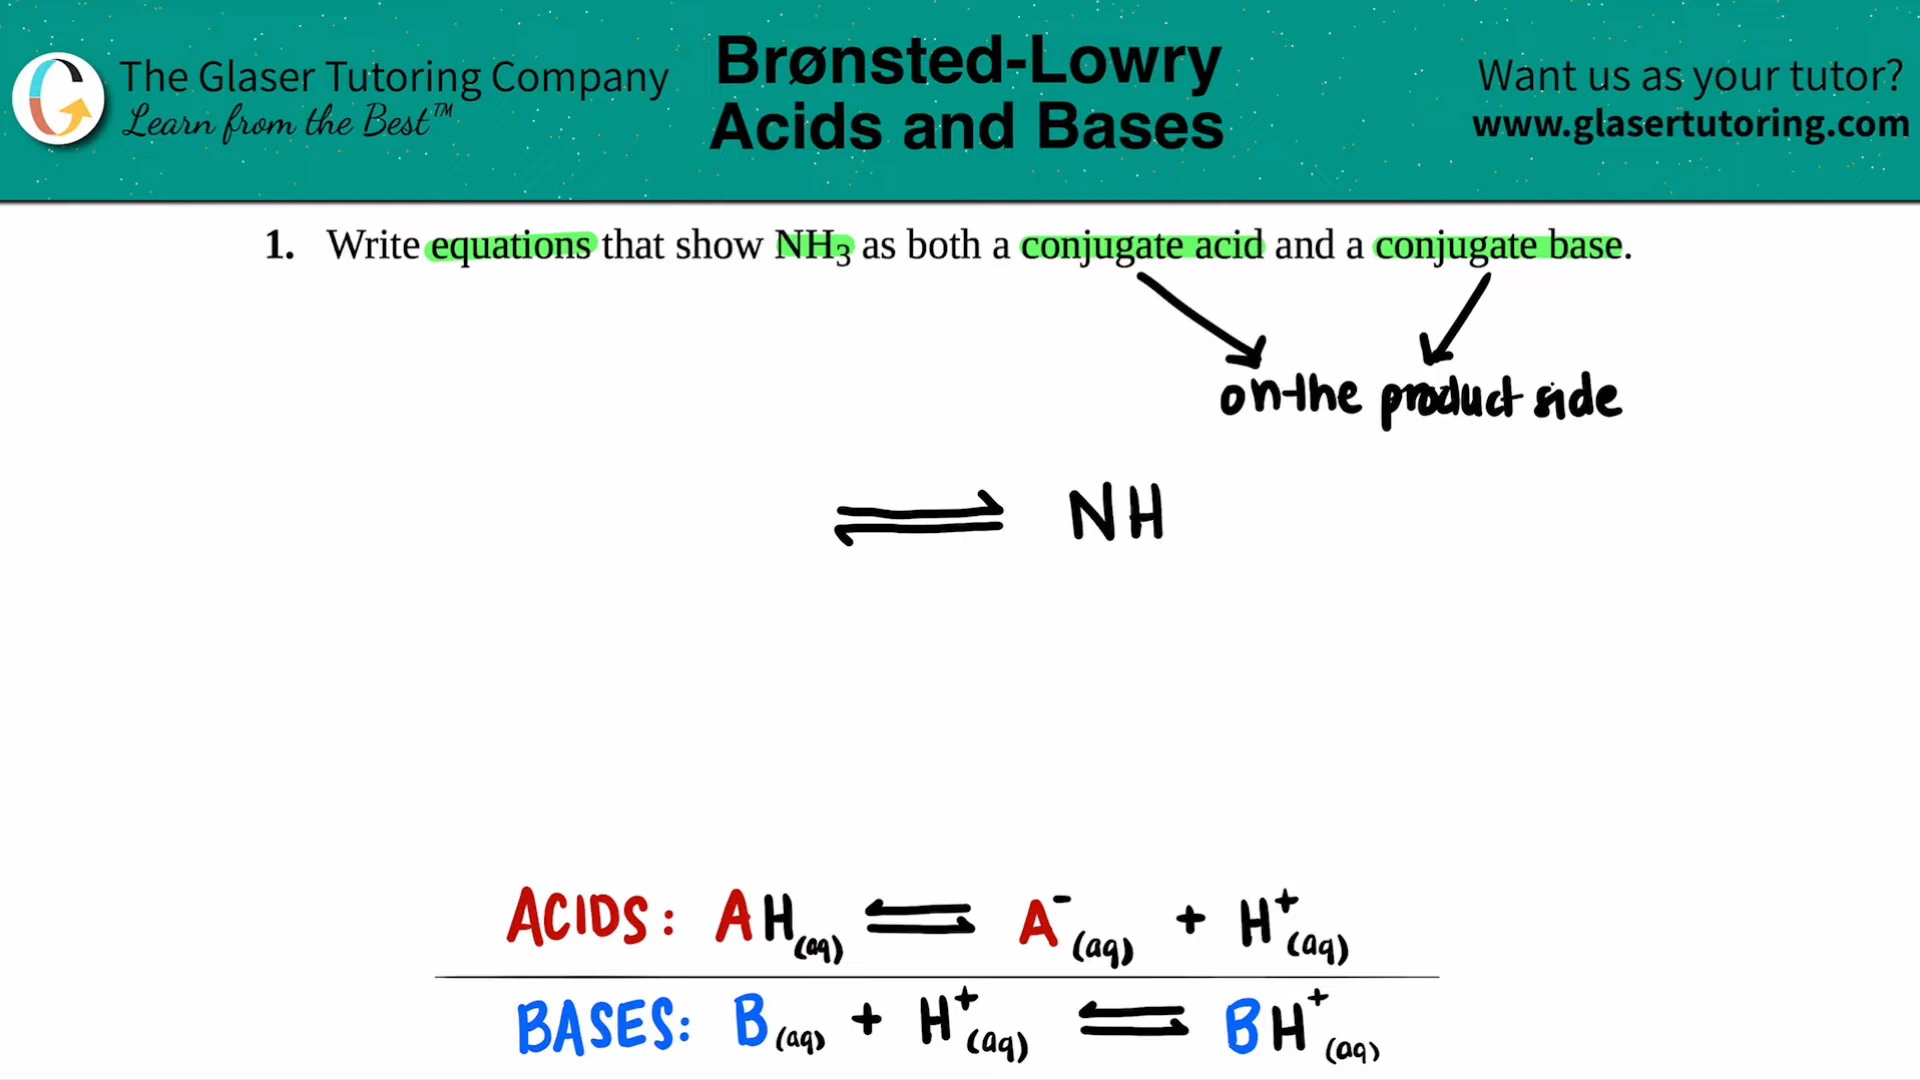 The Glaser Tutoring Company
Learn from the Best™
Brønsted-Lowry
Acids and Bases
Want us as your tutor?
www.glasertutoring.com
1. Write equations that show NH₃ as both a conjugate acid and a conjugate base.
on the product side
⇌ NH
ACIDS: AH(aq) ⇌ A⁻(aq) + H⁺(aq)
BASES: B(aq) + H⁺(aq) ⇌ BH⁺(aq)